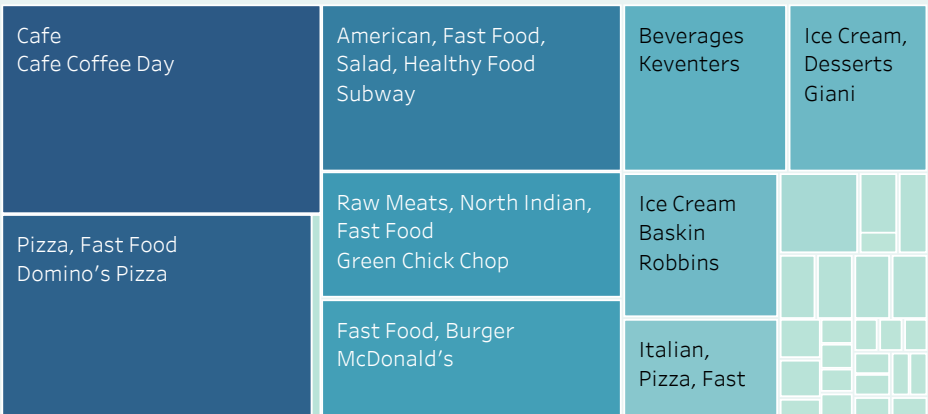 Cafe
Cafe Coffee Day
Pizza, Fast Food
Domino's Pizza
American, Fast Food,
Salad, Healthy Food
Subway
Raw Meats, North Indian,
Fast Food
Green Chick Chop
Fast Food, Burger
McDonald's
Beverages
Keventers
Ice Cream,
Desserts
Giani
Ice Cream
Baskin
Robbins
Italian,
Pizza, Fast